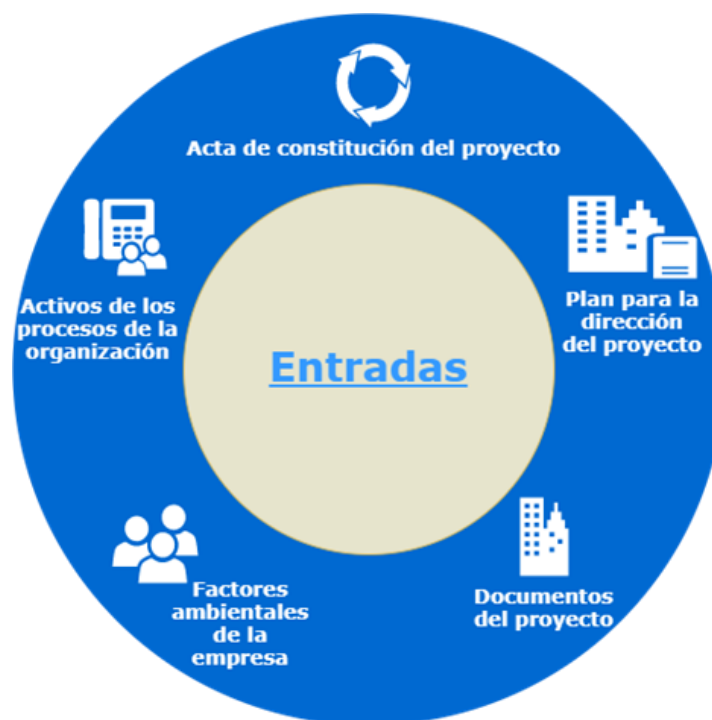 Acta de constitución del proyecto
Plan para la
dirección
del proyecto
Documentos
del proyecto
Factores
ambientales
de la
empresa
Activos de los
procesos de la
organización
Entradas